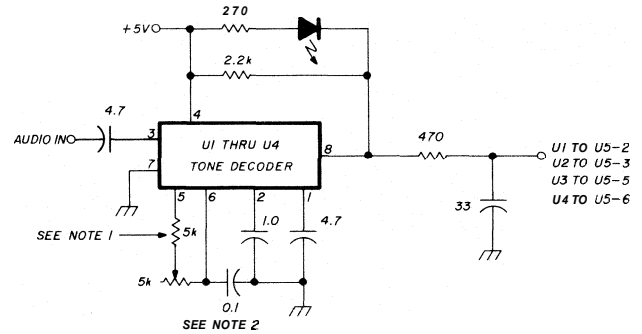 270
+5V
2.2k
4.7
4
AUDIO IN
3
U1 THRU U4
TONE DECODER
8
7
470
U1 TO U5-2
U2 TO U5-3
U3 TO U5-5
U4 TO U5-6
5
6
2
1
33
SEE NOTE 1
5k
1.0
4.7
5k
0.1
SEE NOTE 2